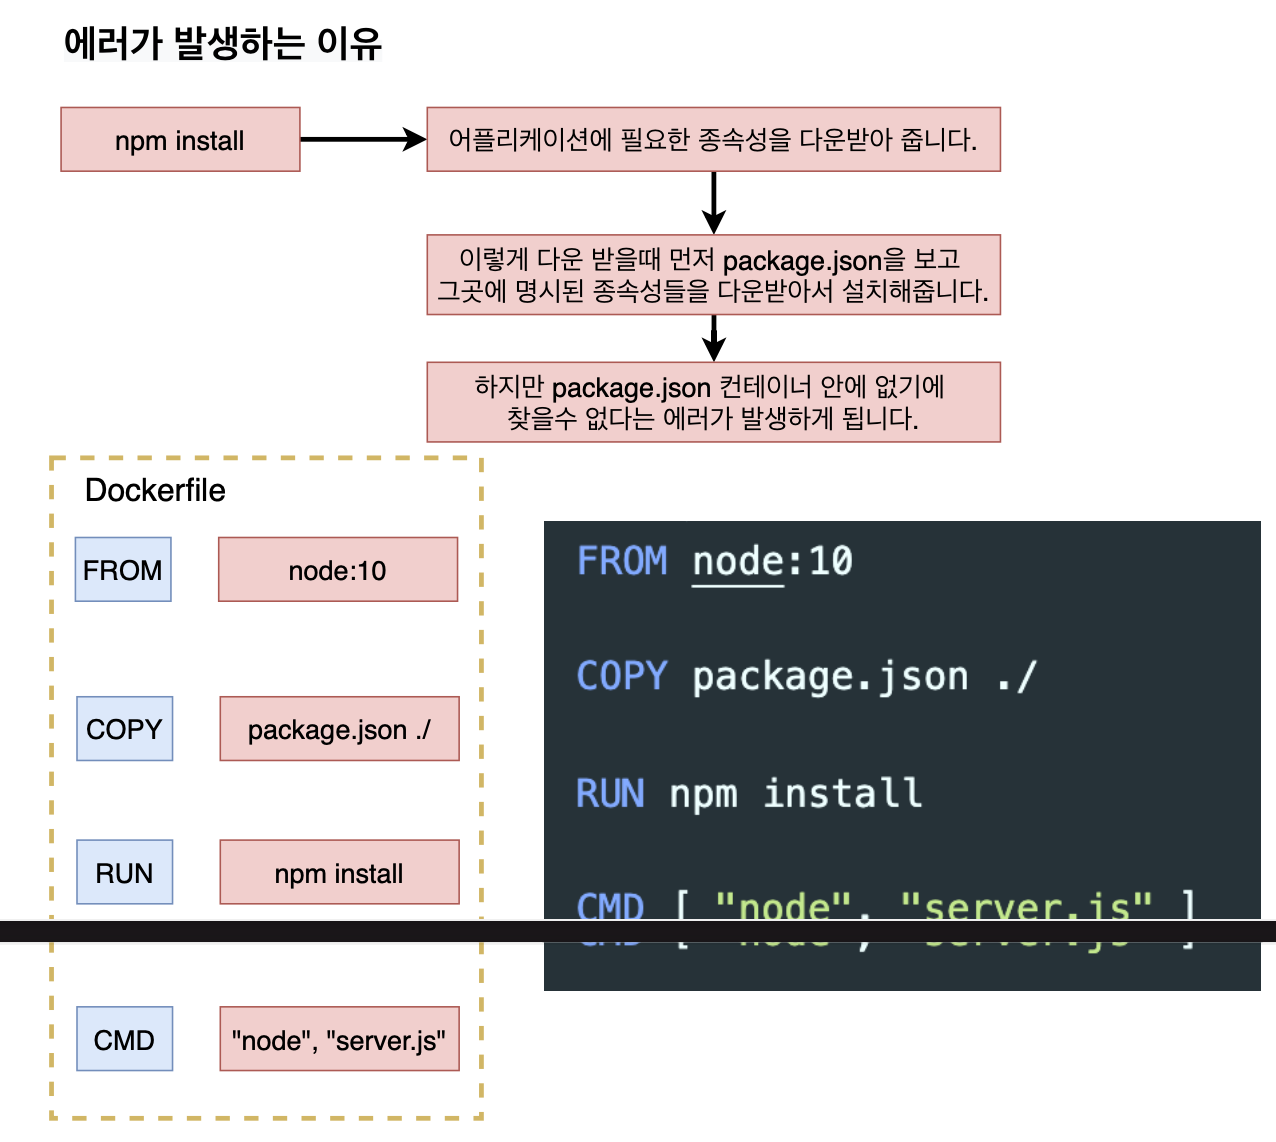 에러가 발생하는 이유
npm install
어플리케이션에 필요한 종속성을 다운받아 줍니다.
이렇게 다운 받을때 먼저 package.json을 보고
그곳에 명시된 종속성들을 다운받아서 설치해줍니다.
하지만 package.json 컨테이너 안에 없기에
찾을수 없다는 에러가 발생하게 됩니다.
Dockerfile
FROM
node:10
COPY
package.json ./
RUN
npm install
CMD
"node", "server.js"
FROM node:10
COPY package.json ./
RUN npm install
CMD [ "node", "server.js" ]